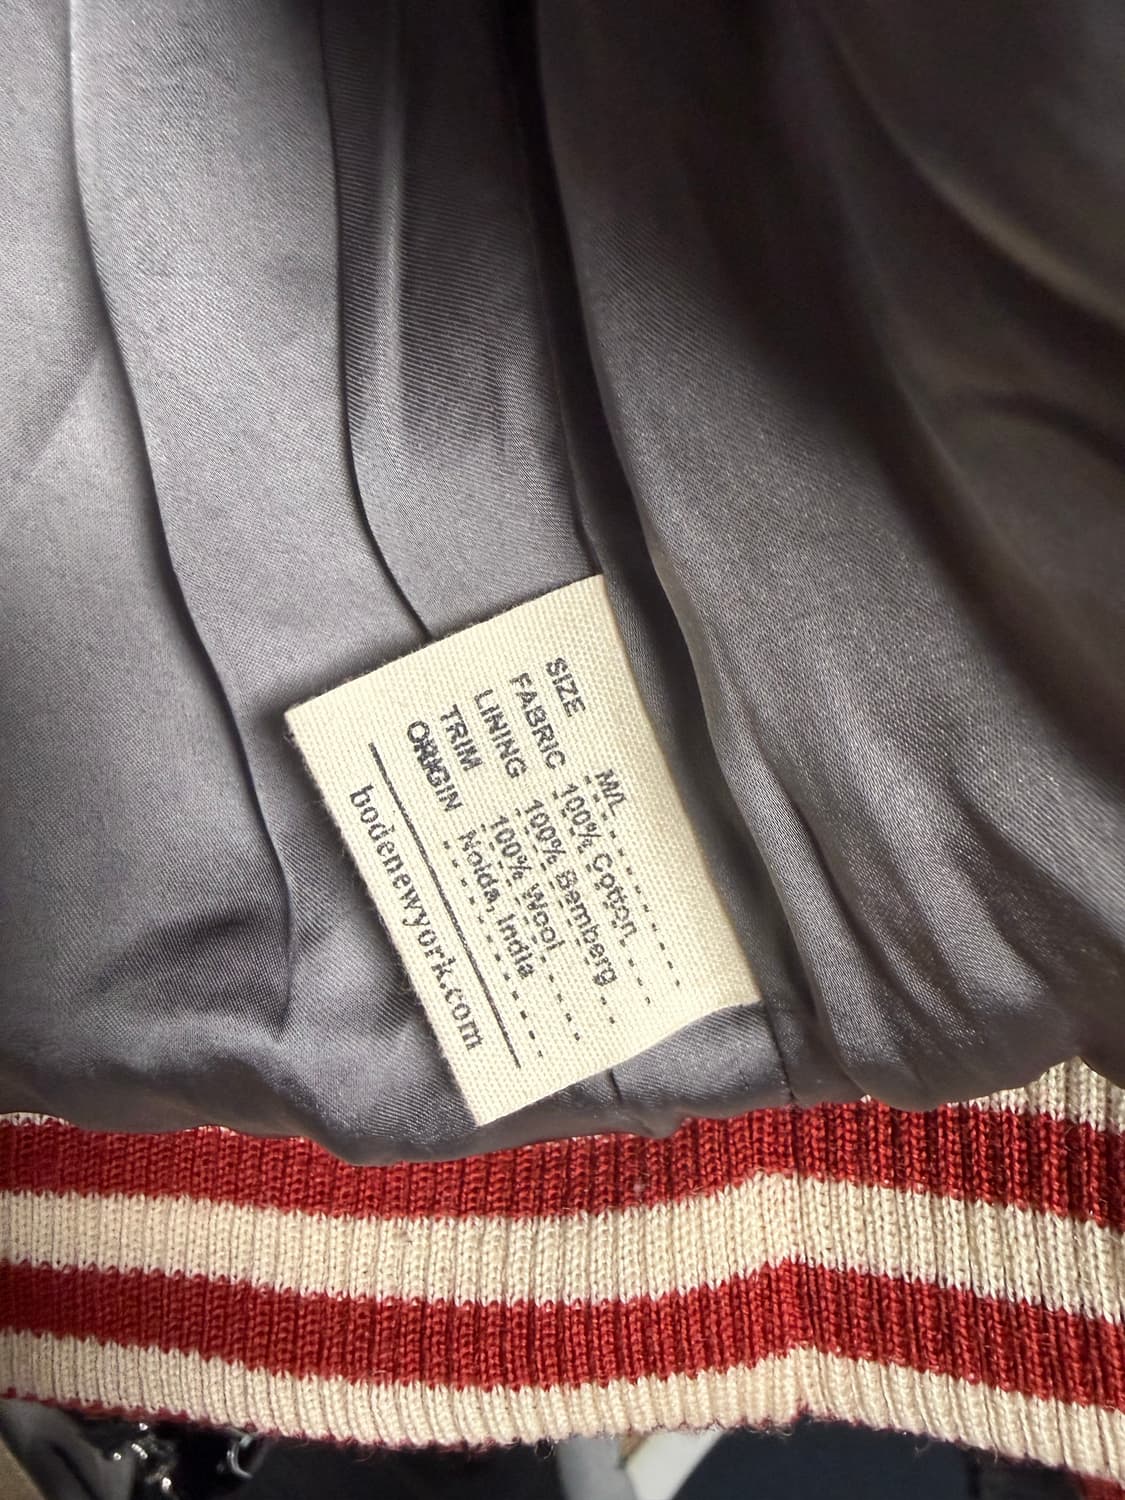 SIZE M/L
FABRIC 100% Cotton
LINING 100% Bemberg
TRIM 100% Wool
ORIGIN Noida, India
bodenewyork.com